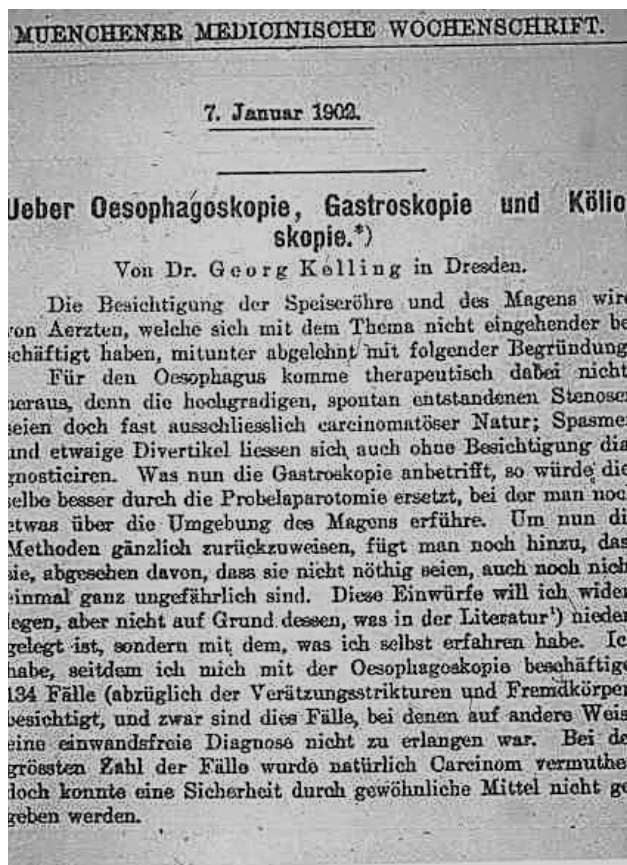 MUENCHENER MEDICINISCHE WOCHENSCHRIFT.
7. Januar 1902.
Ueber Oesophagoskopie, Gastroskopie und Kölio
skopie.*)
Von Dr. Georg Kelling in Dresden.
Die Besichtigung der Speiseröhre und des Magens wird
von Aerzten, welche sich mit dem Thema nicht eingehender be
schäftigt haben, mitunter abgelehnt mit folgender Begründung
Für den Oesophagus komme therapeutisch dabei nicht
heraus, denn die hochgradigen, spontan entstandenen Stenosen
seien doch fast ausschliesslich carcinomatöser Natur; Spasmen
und etwaige Divertikel liessen sich auch ohne Besichtigung dia
gnosticiren. Was nun die Gastroskopie anbetrifft, so würde die
selbe besser durch die Probelaparotomie ersetzt, bei der man noch
etwas über die Umgebung des Magens erführe. Um nun di
Methoden gänzlich zurückzuweisen, fügt man noch hinzu, das
sie, abgesehen davon, dass sie nicht nöthig seien, auch noch nich
einmal ganz ungefährlich sind. Diese Einwürfe will ich wider
legen, aber nicht auf Grund dessen, was in der Literatur¹) nieder
gelegt ist, sondern mit dem, was ich selbst erfahren habe. Ic
habe, seitdem ich mich mit der Oesophagoskopie beschäftige
134 Fälle (abzüglich der Verätzungsstrikturen und Fremdkörper
besichtigt, und zwar sind dies Fälle, bei denen auf andere Weis
eine einwandsfreie Diagnose nicht zu erlangen war. Bei de
grössten Zahl der Fälle wurde natürlich Carcinom vermuthet
doch konnte eine Sicherheit durch gewöhnliche Mittel nicht ge
geben werden.